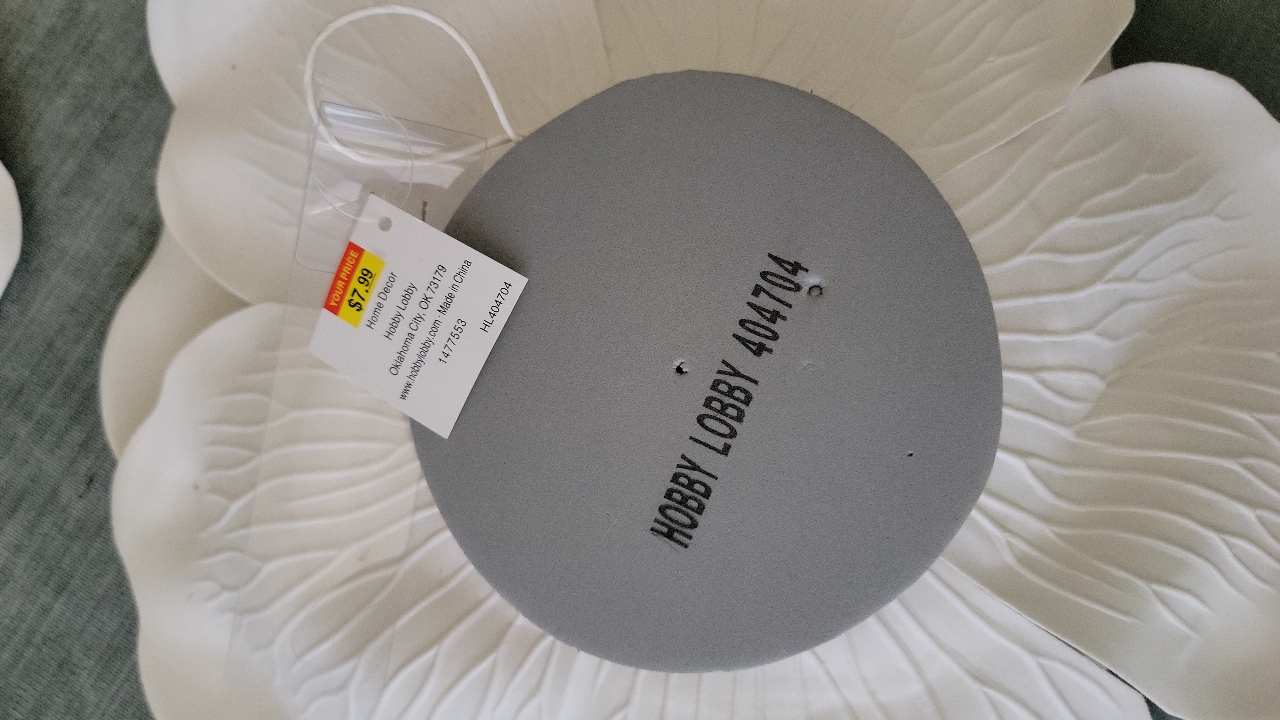 YOUR PRICE
$7.99
Home Decor
Hobby Lobby
Oklahoma City, OK 73179
www.hobbylobby.com Made in China
1477553
HL404704
HOBBY LOBBY 404704